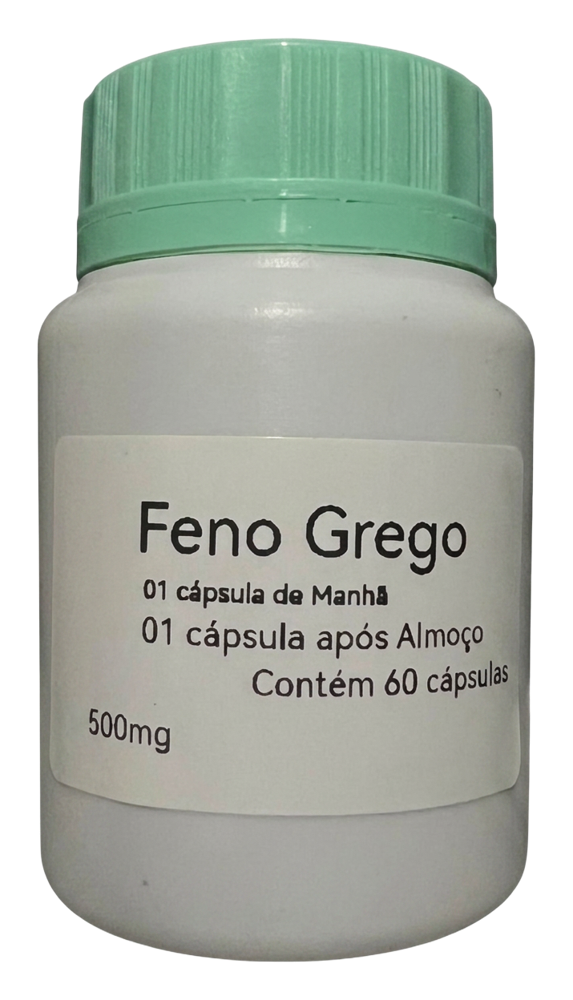 Feno Grego
01 cápsula de Manhã
01 cápsula após Almoço
Contém 60 cápsulas
500mg